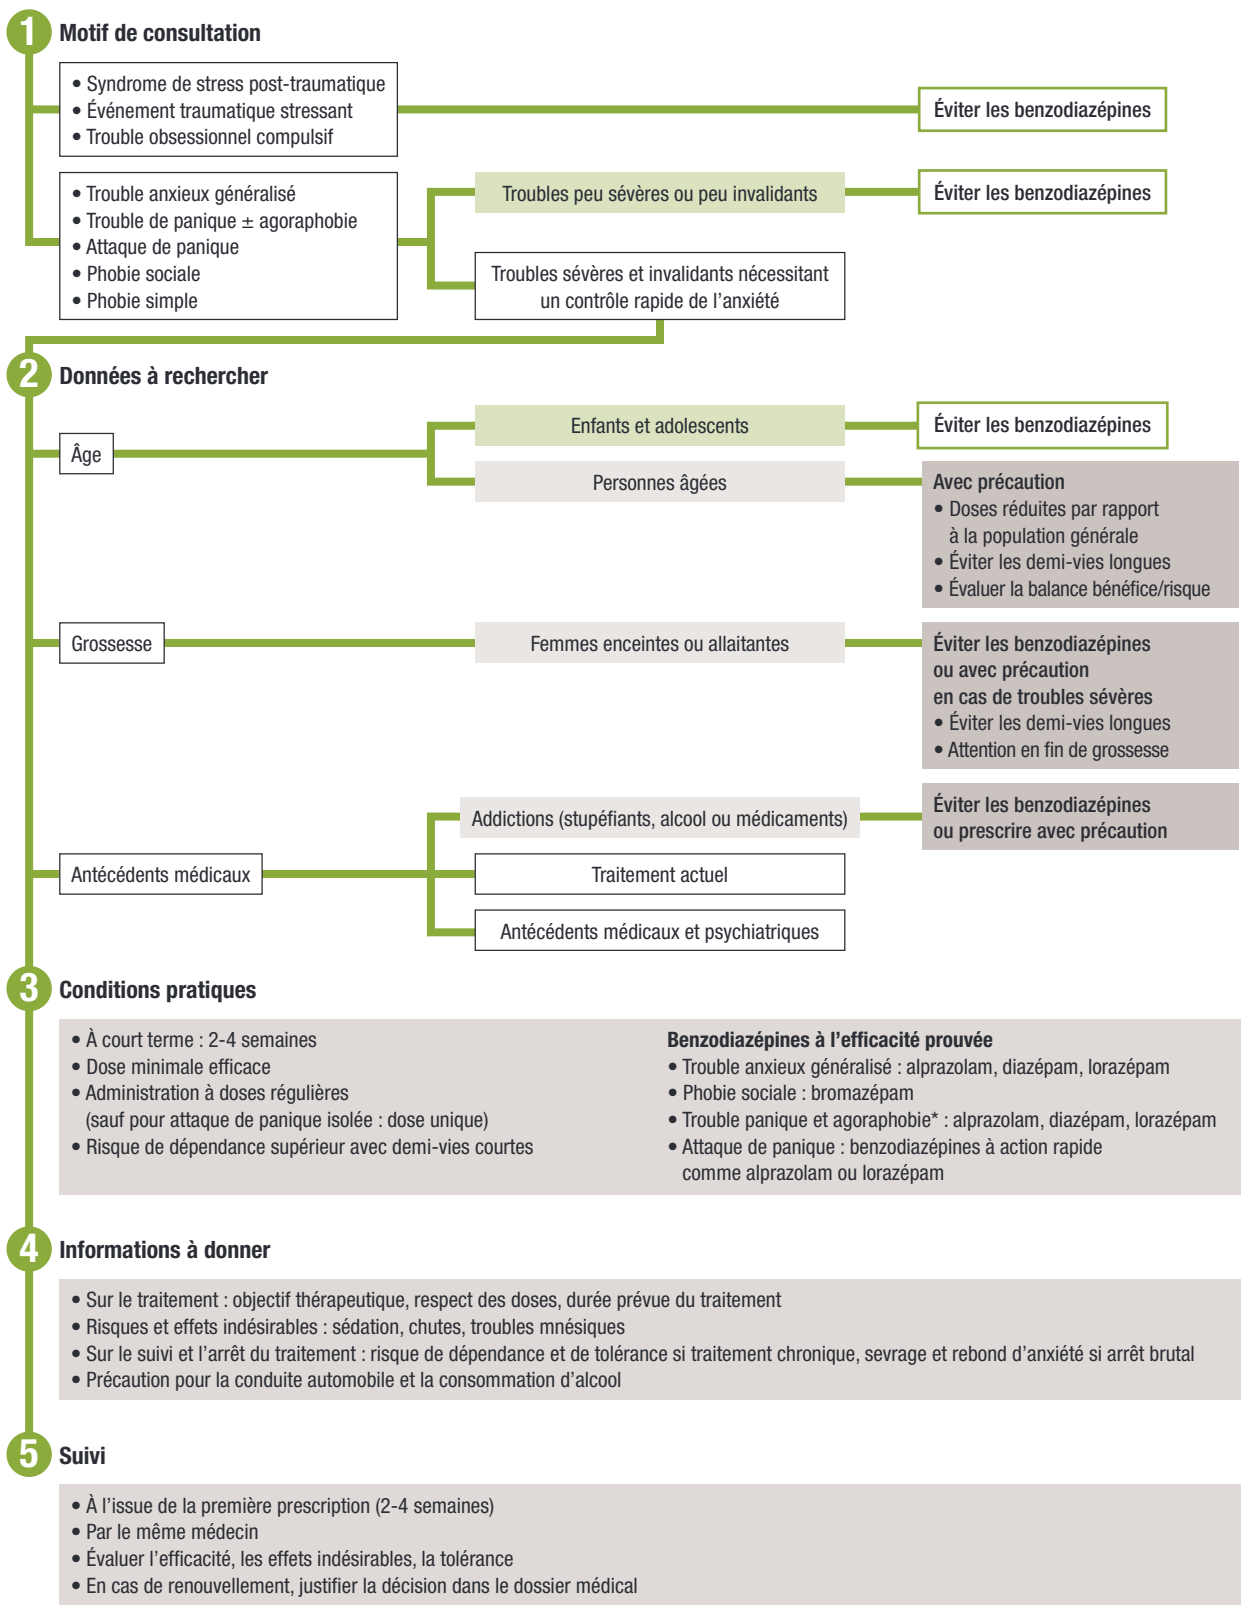 1 Motif de consultation
• Syndrome de stress post-traumatique
• Événement traumatique stressant
• Trouble obsessionnel compulsif
Éviter les benzodiazépines
• Trouble anxieux généralisé
• Trouble de panique ± agoraphobie
• Attaque de panique
• Phobie sociale
• Phobie simple
Troubles peu sévères ou peu invalidants
Éviter les benzodiazépines
Troubles sévères et invalidants nécessitant
un contrôle rapide de l’anxiété
2 Données à rechercher
Âge
Enfants et adolescents
Éviter les benzodiazépines
Personnes âgées
Avec précaution
• Doses réduites par rapport
à la population générale
• Éviter les demi-vies longues
• Évaluer la balance bénéfice/risque
Grossesse
Femmes enceintes ou allaitantes
Éviter les benzodiazépines
ou avec précaution
en cas de troubles sévères
• Éviter les demi-vies longues
• Attention en fin de grossesse
Antécédents médicaux
Addictions (stupéfiants, alcool ou médicaments)
Éviter les benzodiazépines
ou prescrire avec précaution
Traitement actuel
Antécédents médicaux et psychiatriques
3 Conditions pratiques
• À court terme : 2-4 semaines
• Dose minimale efficace
• Administration à doses régulières
(sauf pour attaque de panique isolée : dose unique)
• Risque de dépendance supérieur avec demi-vies courtes
Benzodiazépines à l’efficacité prouvée
• Trouble anxieux généralisé : alprazolam, diazépam, lorazépam
• Phobie sociale : bromazépam
• Trouble panique et agoraphobie* : alprazolam, diazépam, lorazépam
• Attaque de panique : benzodiazépines à action rapide
comme alprazolam ou lorazépam
4 Informations à donner
• Sur le traitement : objectif thérapeutique, respect des doses, durée prévue du traitement
• Risques et effets indésirables : sédation, chutes, troubles mnésiques
• Sur le suivi et l’arrêt du traitement : risque de dépendance et de tolérance si traitement chronique, sevrage et rebond d’anxiété si arrêt brutal
• Précaution pour la conduite automobile et la consommation d’alcool
5 Suivi
• À l’issue de la première prescription (2-4 semaines)
• Par le même médecin
• Évaluer l’efficacité, les effets indésirables, la tolérance
• En cas de renouvellement, justifier la décision dans le dossier médical